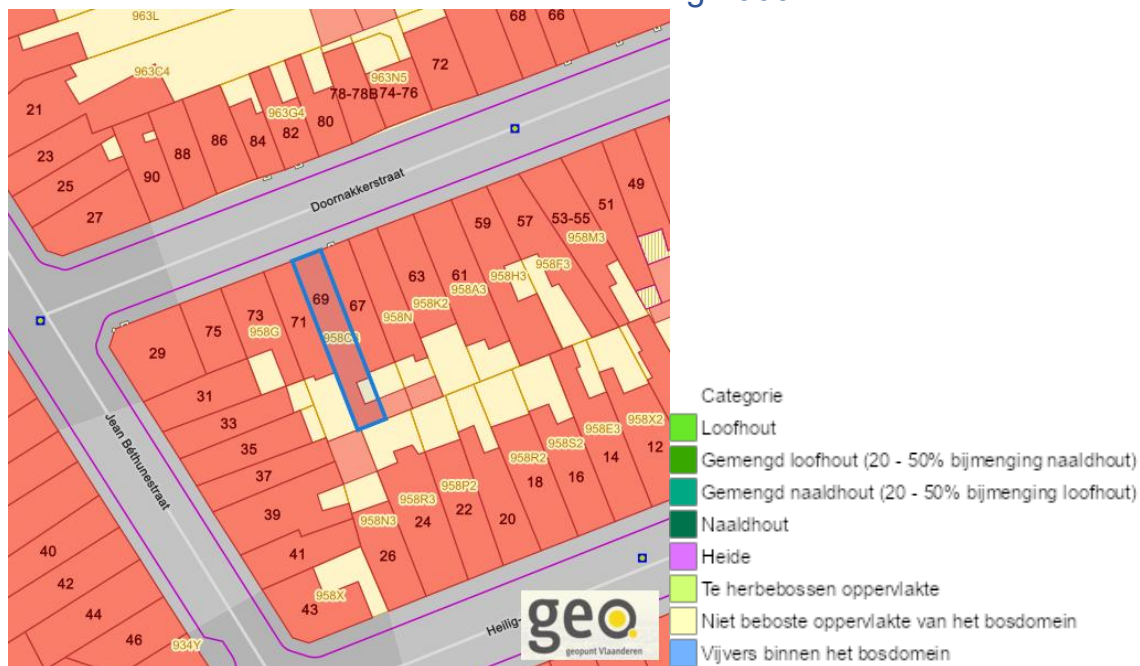 963L
68 66
963C4
72
963N5
78-78B 74-76
21
963G4
80
82
84
86
88
90
23
25
27
Doornakkerstraat
49
51
53-55
57
59
958M3
958F3
958H3
61
958A3
63
958K2
958N
67
69
71
73
75
958G
958C3
29
31
33
35
37
39
41
43
958X
Jean Béthunestraat
958X2
12
958E3
14
958S2
16
958R2
18
20
958P2
22
958R3
24
958N3
26
40
42
44
46
934Y
Heilig-
geo
geopunt Vlaanderen
Categorie
Loofhout
Gemengd loofhout (20 - 50% bijmenging naaldhout)
Gemengd naaldhout (20 - 50% bijmenging loofhout)
Naaldhout
Heide
Te herbebossen oppervlakte
Niet beboste oppervlakte van het bosdomein
Vijvers binnen het bosdomein